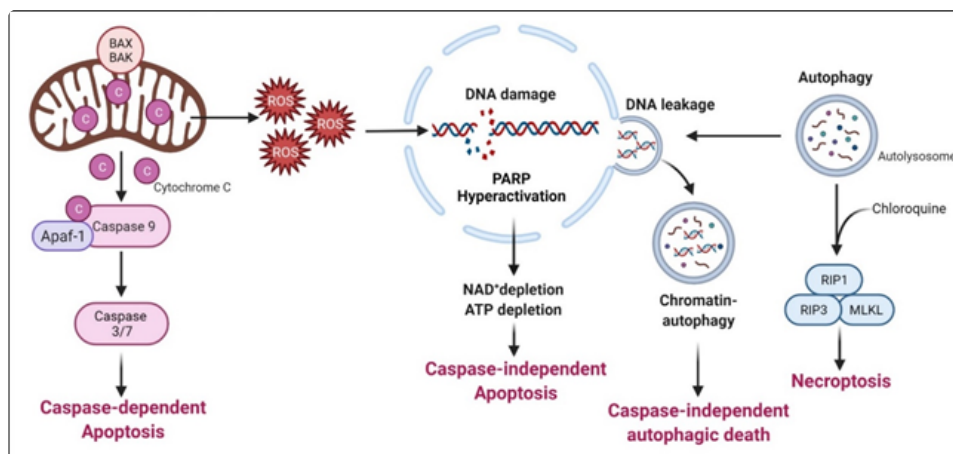 BAX
BAK
C
C
C
C
C
Cytochrome C
C
Apaf-1
Caspase 9
Caspase
3/7
Caspase-dependent
Apoptosis
ROS
ROS
ROS
DNA damage
PARP
Hyperactivation
NAD⁺depletion
ATP depletion
Caspase-independent
Apoptosis
DNA leakage
Chromatin-
autophagy
Caspase-independent
autophagic death
Autophagy
Autolysosome
Chloroquine
RIP1
RIP3
MLKL
Necroptosis